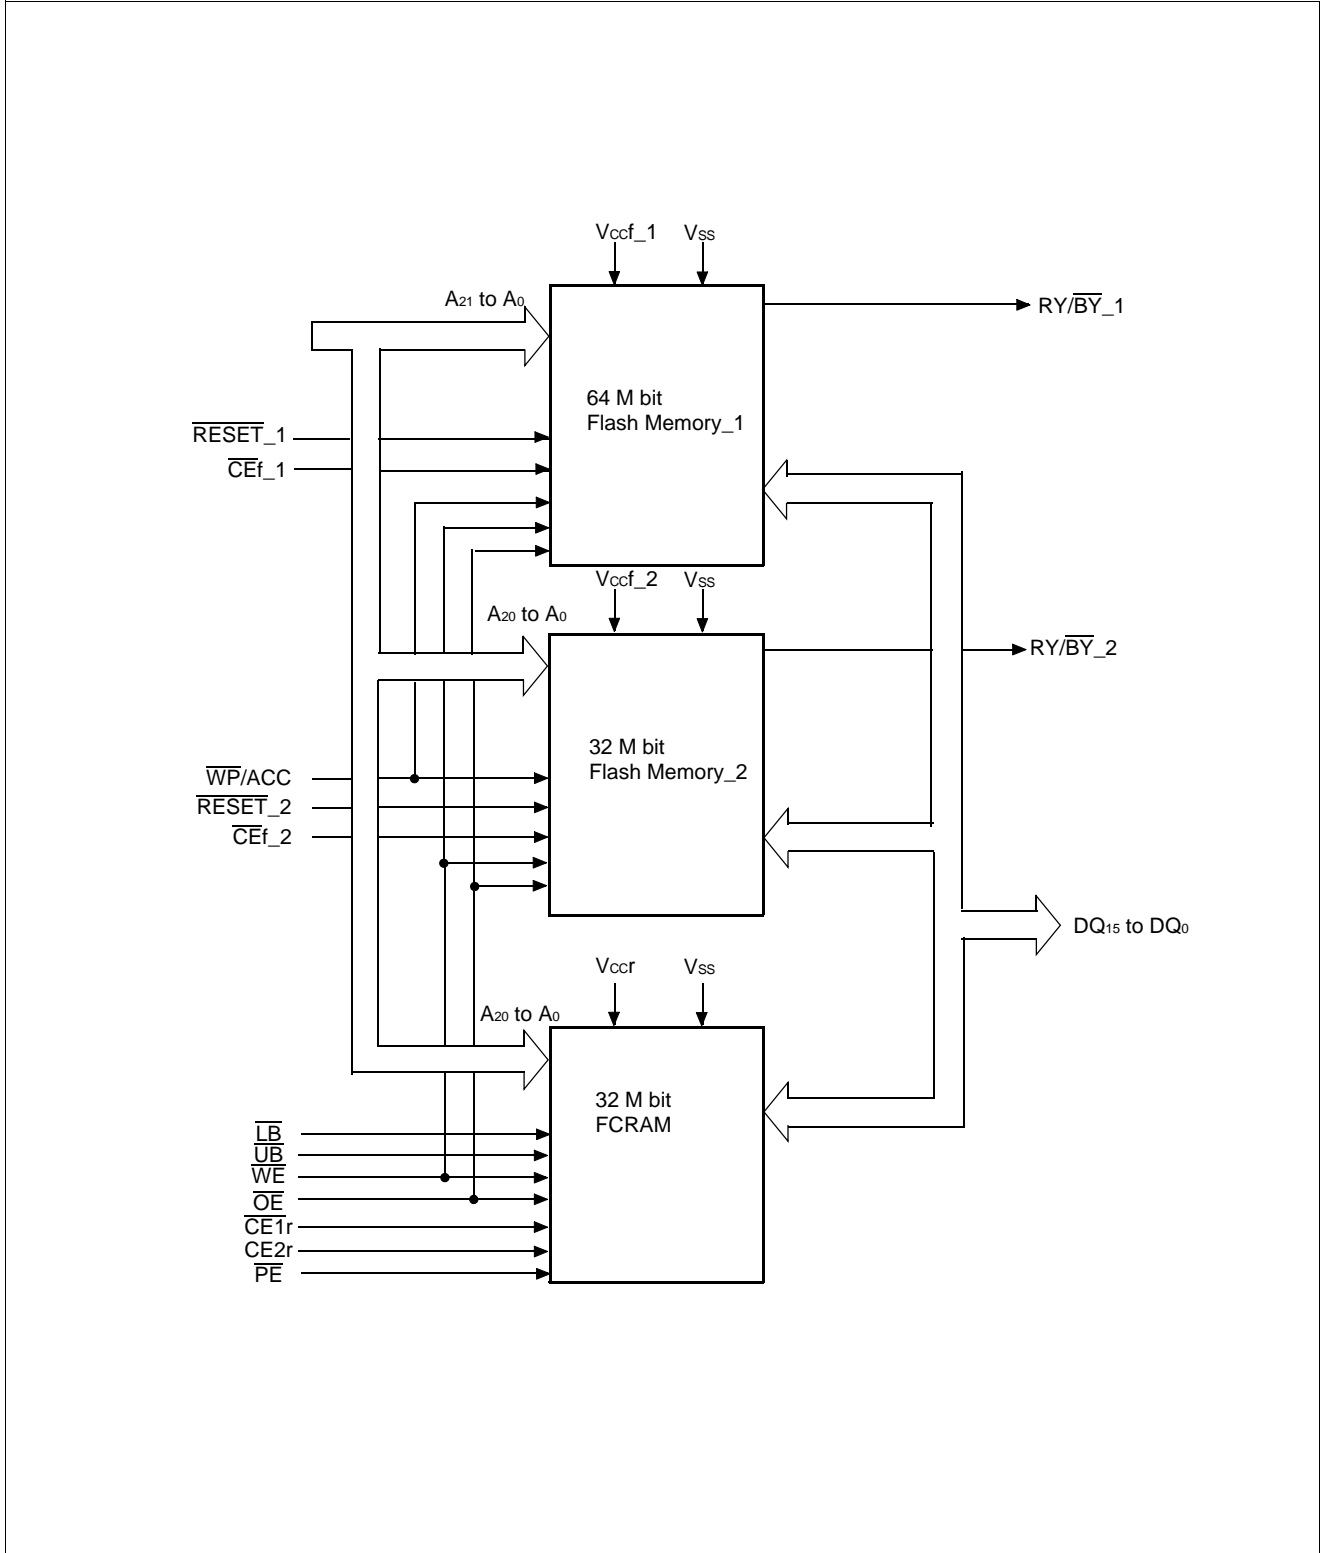 VCCf_1 VSS
A21 to A0
RY/BY_1
64 M bit
Flash Memory_1
RESET_1
CEf_1
VCCf_2 VSS
A20 to A0
RY/BY_2
32 M bit
Flash Memory_2
WP/ACC
RESET_2
CEf_2
DQ15 to DQ0
VCCr VSS
A20 to A0
32 M bit
FCRAM
LB
UB
WE
OE
CE1r
CE2r
PE